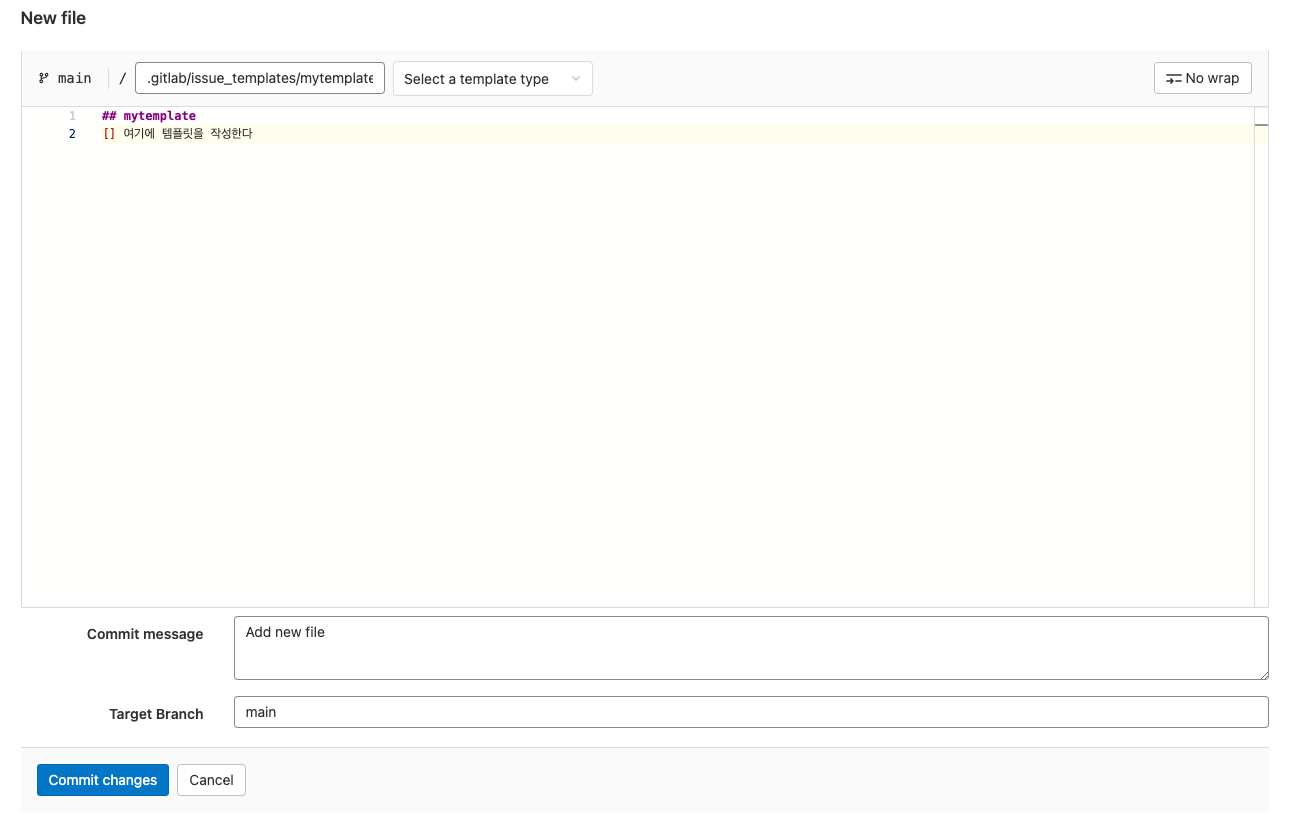 New file
main / .gitlab/issue_templates/mytemplate Select a template type No wrap
1 ## mytemplate
2 [] 여기에 템플릿을 작성한다
Commit message Add new file
Target Branch main
Commit changes Cancel